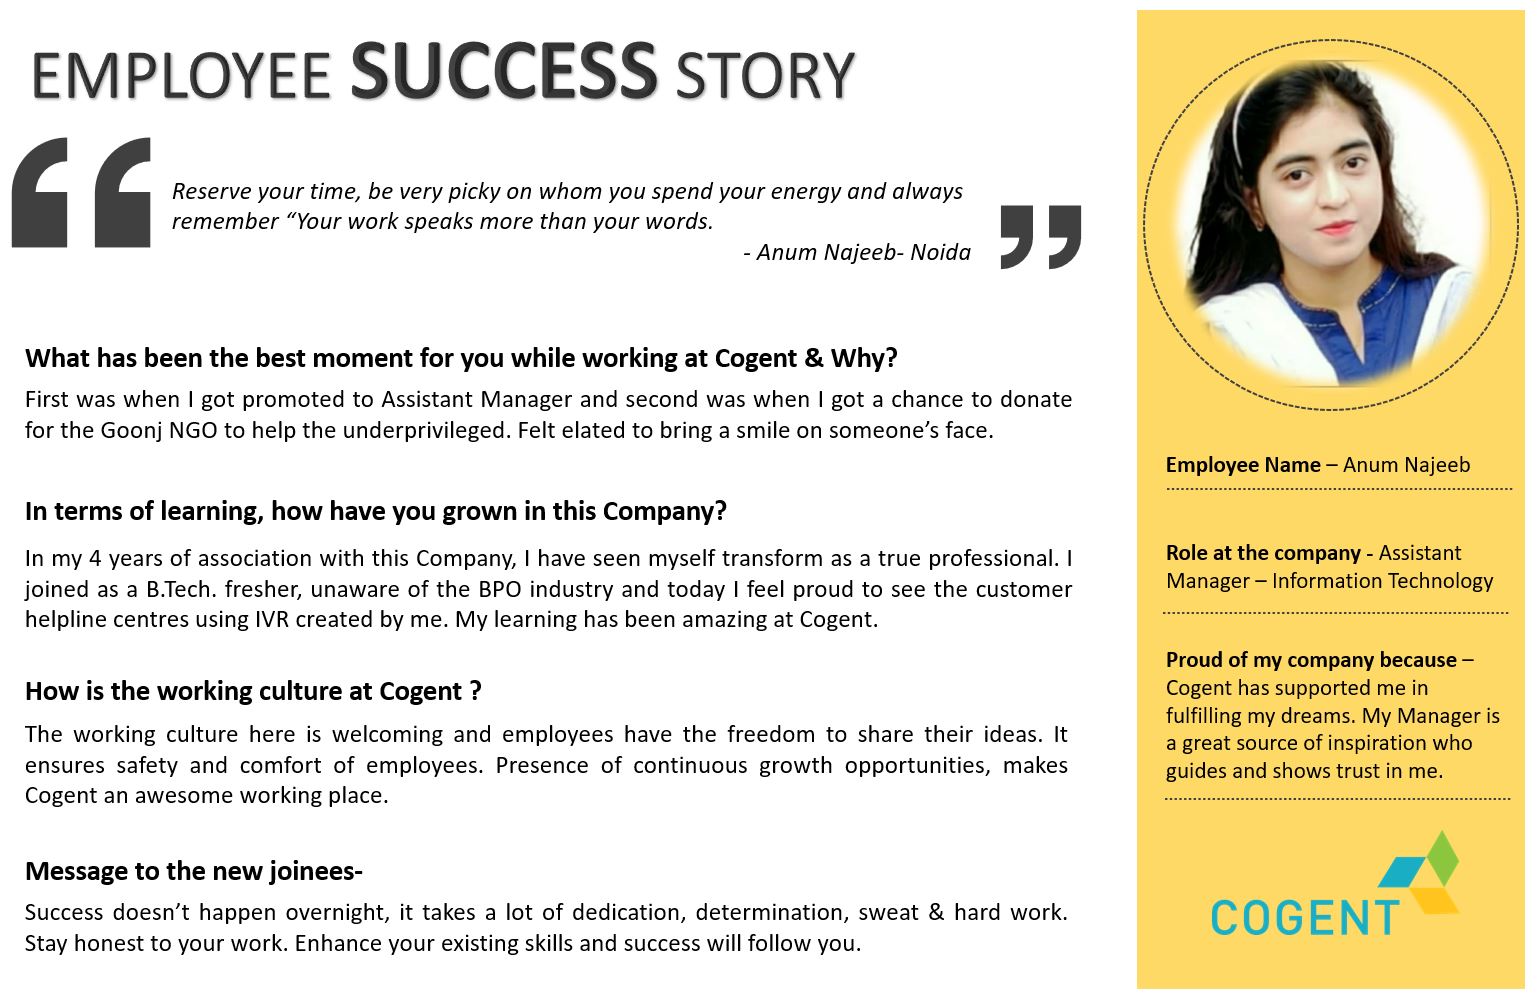 EMPLOYEE SUCCESS STORY
Reserve your time, be very picky on whom you spend your energy and always
remember “Your work speaks more than your words.
- Anum Najeeb- Noida
What has been the best moment for you while working at Cogent & Why?
First was when I got promoted to Assistant Manager and second was when I got a chance to donate
for the Goonj NGO to help the underprivileged. Felt elated to bring a smile on someone’s face.
In terms of learning, how have you grown in this Company?
In my 4 years of association with this Company, I have seen myself transform as a true professional. I
joined as a B.Tech. fresher, unaware of the BPO industry and today I feel proud to see the customer
helpline centres using IVR created by me. My learning has been amazing at Cogent.
How is the working culture at Cogent ?
The working culture here is welcoming and employees have the freedom to share their ideas. It
ensures safety and comfort of employees. Presence of continuous growth opportunities, makes
Cogent an awesome working place.
Message to the new joinees-
Success doesn’t happen overnight, it takes a lot of dedication, determination, sweat & hard work.
Stay honest to your work. Enhance your existing skills and success will follow you.
Employee Name – Anum Najeeb
Role at the company - Assistant
Manager – Information Technology
Proud of my company because –
Cogent has supported me in
fulfilling my dreams. My Manager is
a great source of inspiration who
guides and shows trust in me.
COGENT